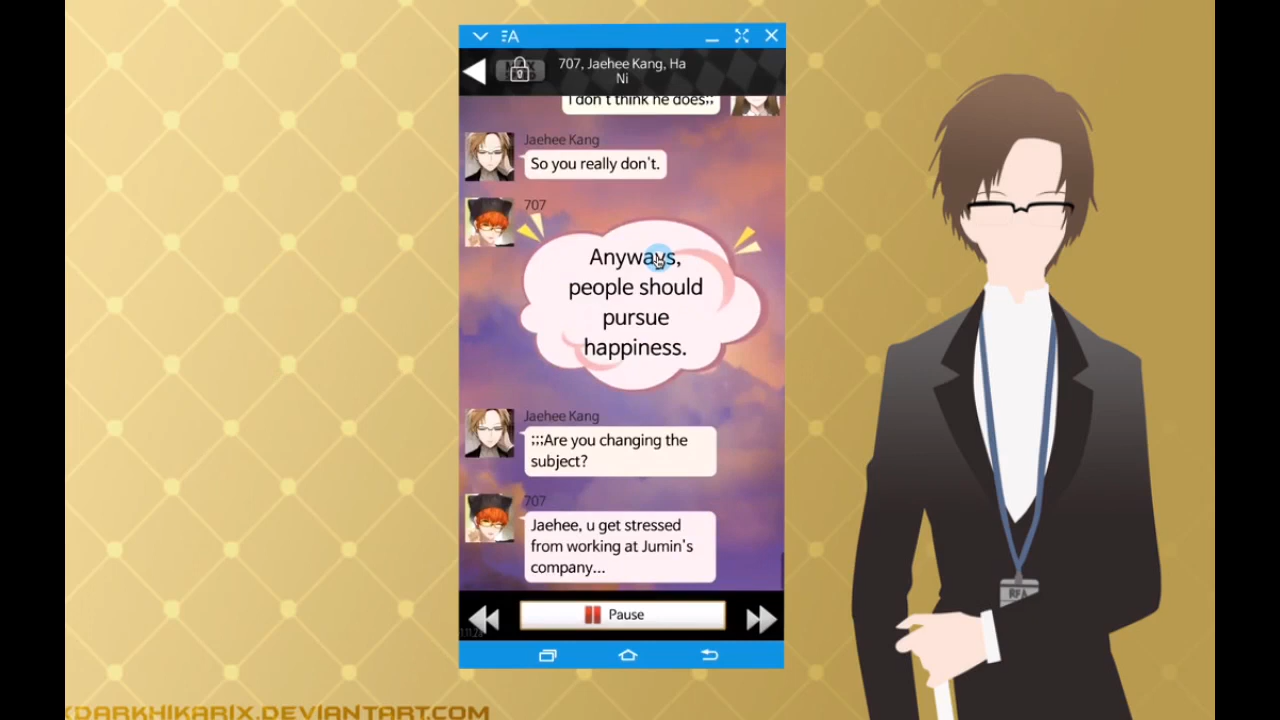 707, Jaehee Kang, Ha
Ni
I don't think he does;;
Jaehee Kang
So you really don't.
707
Anyways,
people should
pursue
happiness.
Jaehee Kang
;;;Are you changing the
subject?
707
Jaehee, u get stressed
from working at Jumin's
company...
Pause
RFA
XDARKHIKARIX.DEVIANTART.COM